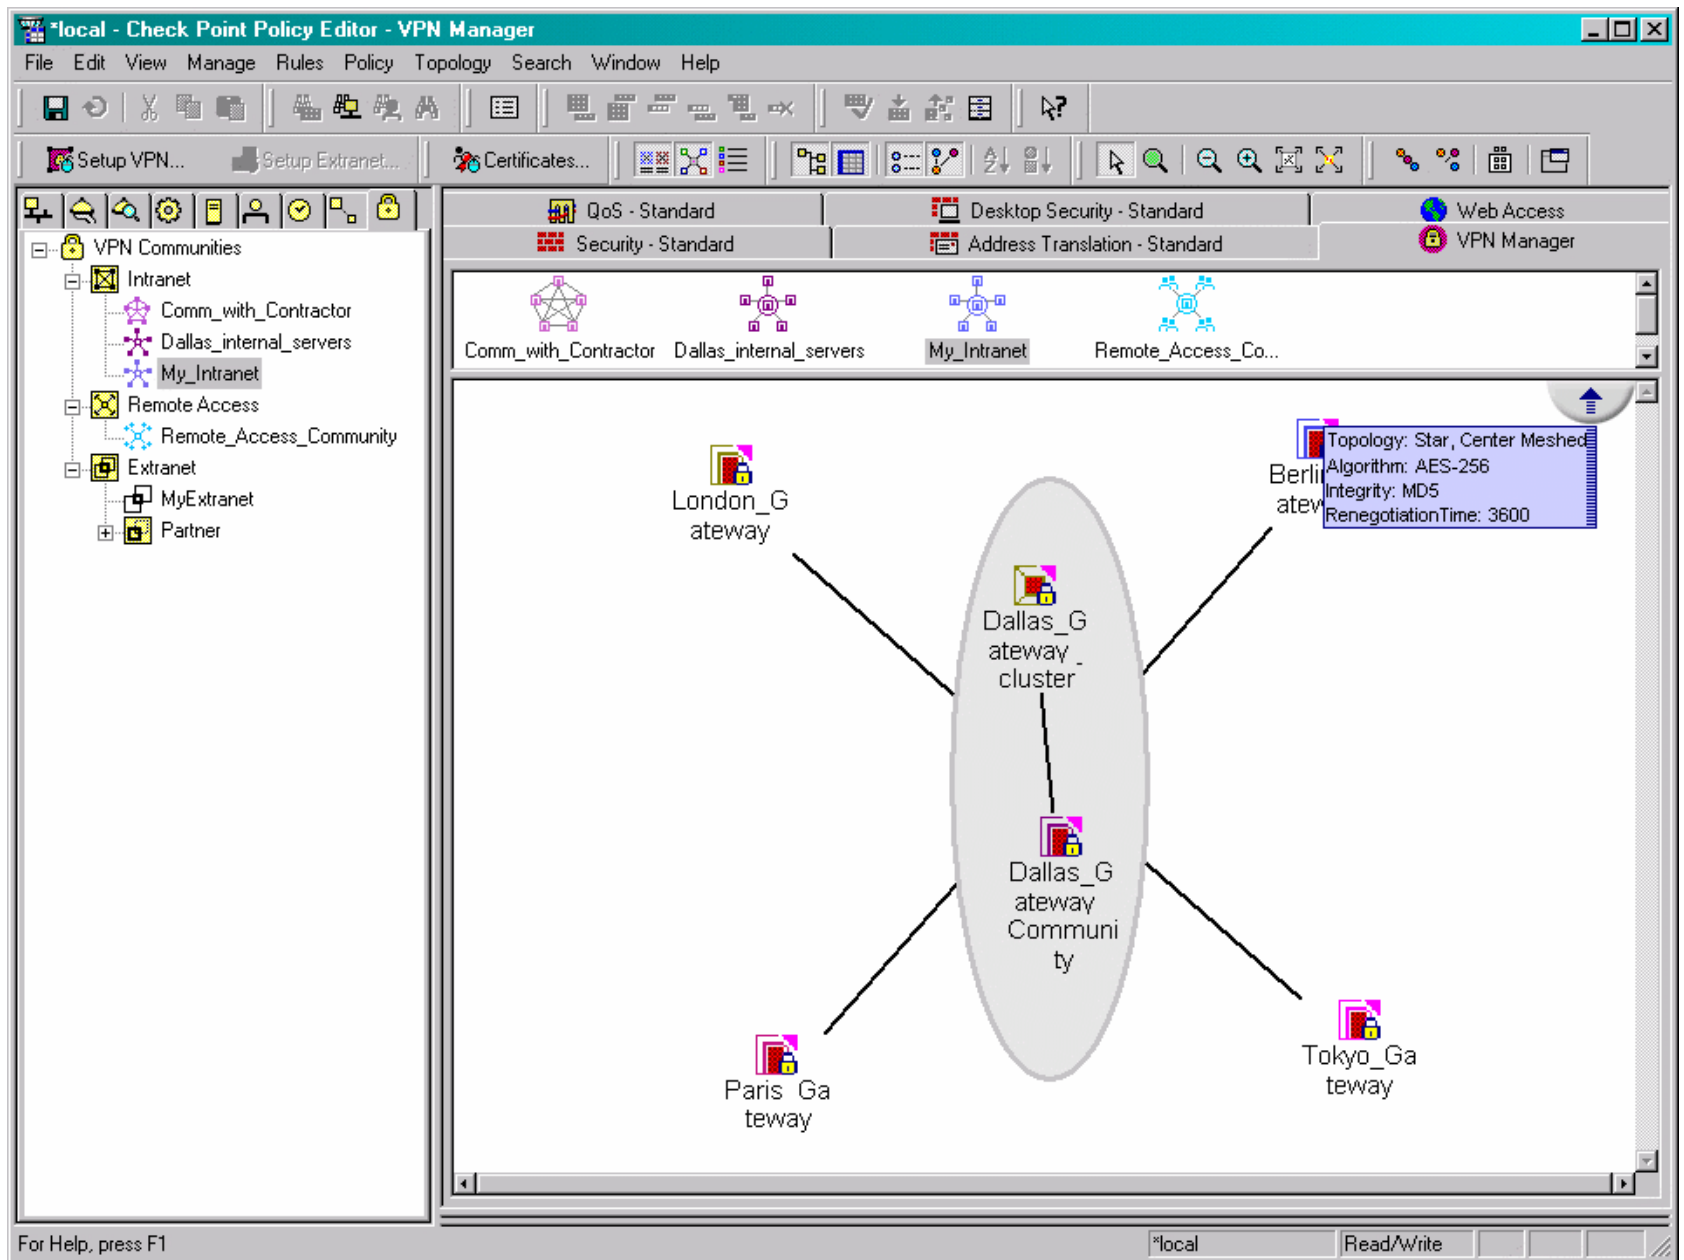 *local - Check Point Policy Editor - VPN Manager
File Edit View Manage Rules Policy Topology Search Window Help
Setup VPN... Setup Extranet... Certificates...
QoS - Standard Desktop Security - Standard Web Access
Security - Standard Address Translation - Standard VPN Manager
VPN Communities
Intranet
Comm_with_Contractor
Dallas_internal_servers
My_Intranet
Remote Access
Remote_Access_Community
Extranet
MyExtranet
Partner
Comm_with_Contractor Dallas_internal_servers My_Intranet Remote_Access_Co...
London_G
ateway
Berli
atew
Topology: Star, Center Meshed
Algorithm: AES-256
Integrity: MD5
RenegotiationTime: 3600
Dallas_G
ateway_
cluster
Dallas_G
ateway
Communi
ty
Paris_Ga
teway
Tokyo_Ga
teway
For Help, press F1
*local Read/Write